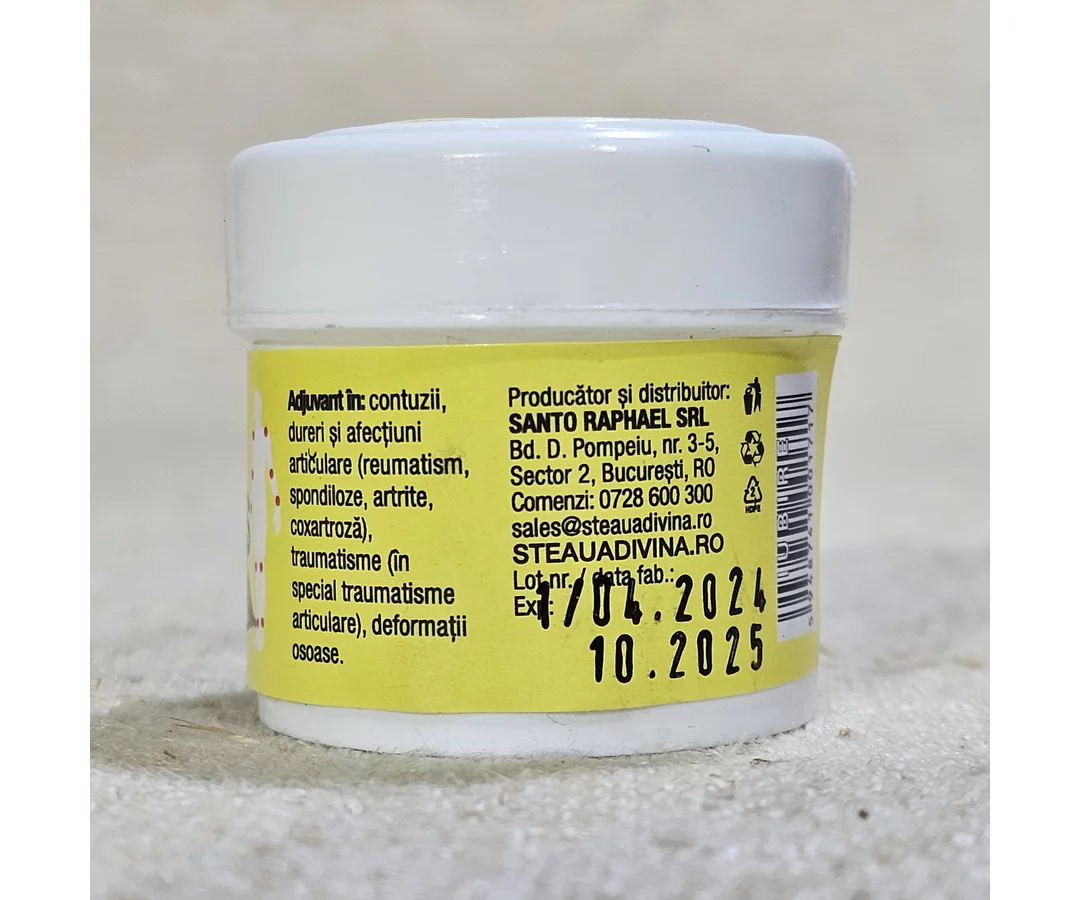 Adjuvant în: contuzii,
dureri și afecțiuni
articulare (reumatism,
spondiloze, artrite,
coxartroză),
traumatisme (în
special traumatisme
articulare), deformații
osoase.
Producător și distribuitor:
SANTO RAPHAEL SRL
Bd. D. Pompeiu, nr. 3-5,
Sector 2, București, RO
Comenzi: 0728 600 300
sales@steauadivina.ro
STEAUADIVINA.RO
Lot nr. / data fab.:
Exp.:
1/04.2024
10.2025
2
HDPE